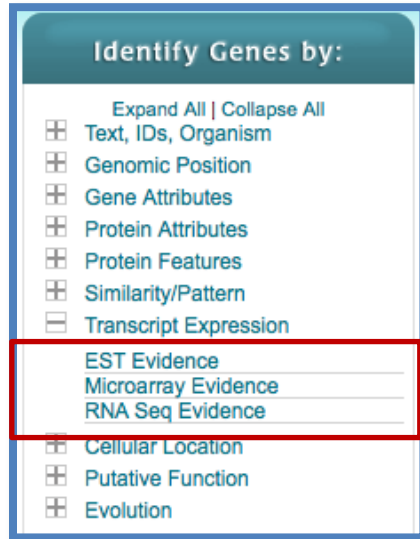 Identify Genes by:
Expand All | Collapse All
Text, IDs, Organism
Genomic Position
Gene Attributes
Protein Attributes
Protein Features
Similarity/Pattern
Transcript Expression
EST Evidence
Microarray Evidence
RNA Seq Evidence
Cellular Location
Putative Function
Evolution